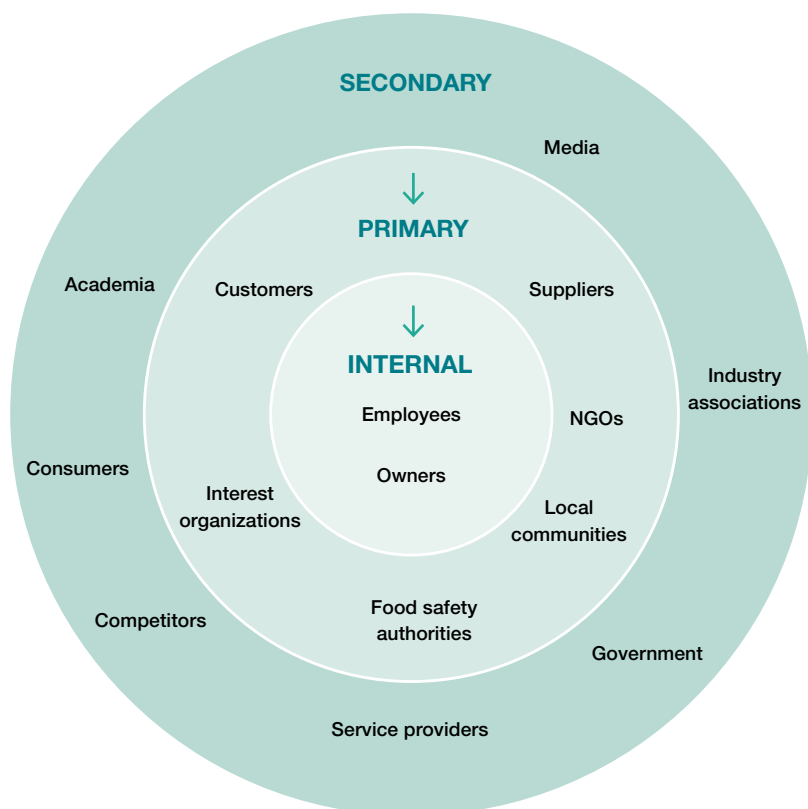 SECONDARY
Media
PRIMARY
Academia
Customers
Suppliers
INTERNAL
Industry
associations
Employees
NGOs
Consumers
Owners
Interest
organizations
Local
communities
Food safety
authorities
Competitors
Government
Service providers